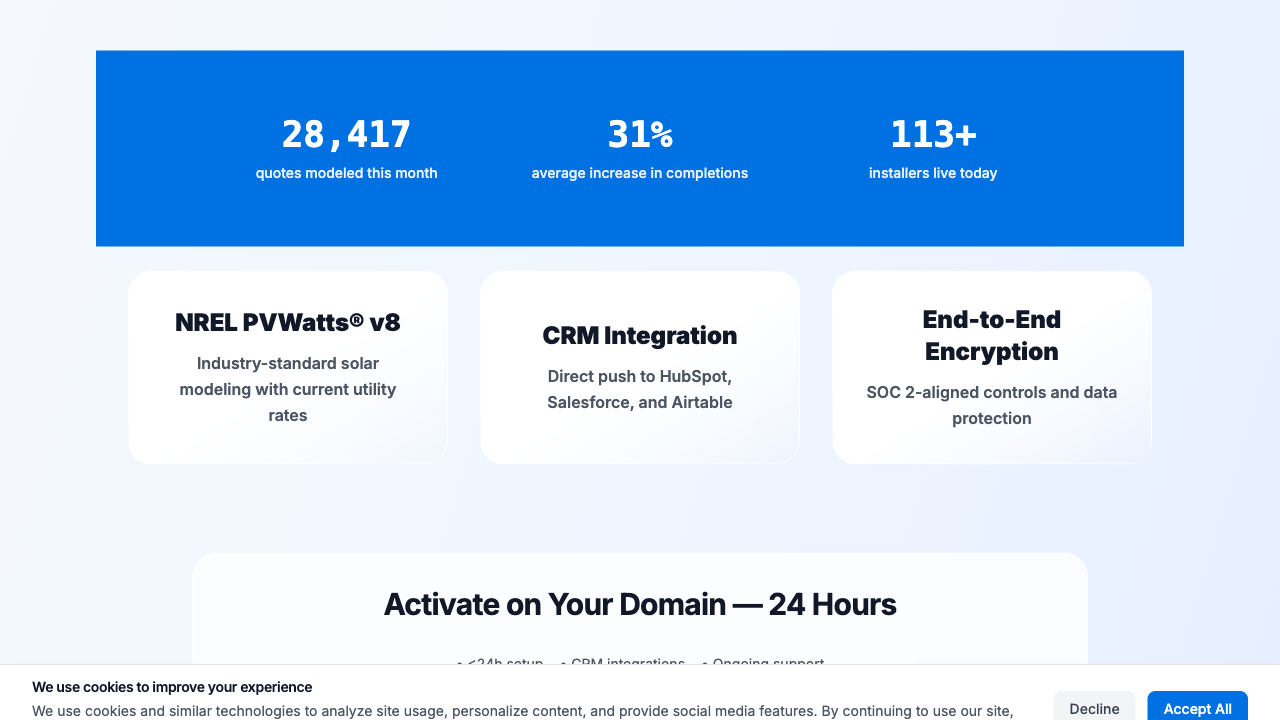 28,417
31%
113+
quotes modeled this month
average increase in completions
installers live today
NREL PVWatts® v8
Industry-standard solar
modeling with current utility
rates
CRM Integration
Direct push to HubSpot,
Salesforce, and Airtable
End-to-End
Encryption
SOC 2-aligned controls and data
protection
Activate on Your Domain — 24 Hours
• <24h setup • CRM integrations • Ongoing support
We use cookies to improve your experience
We use cookies and similar technologies to analyze site usage, personalize content, and provide social media features. By continuing to use our site,
Decline
Accept All